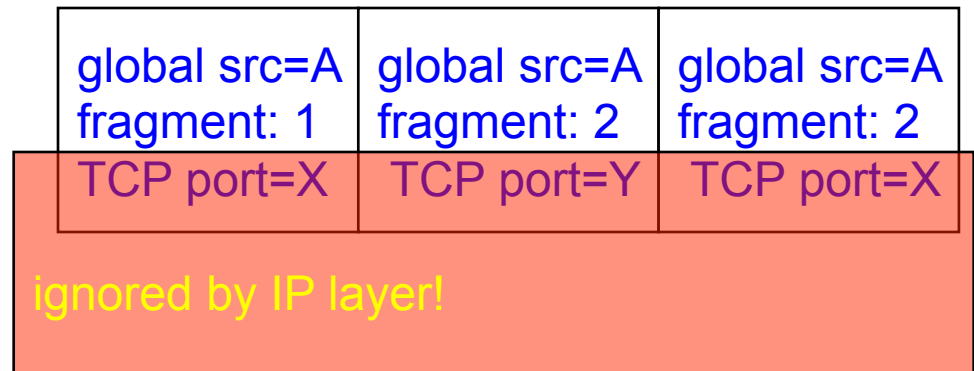 global src=A
fragment: 1
TCP port=X
global src=A
fragment: 2
TCP port=Y
global src=A
fragment: 2
TCP port=X
ignored by IP layer!